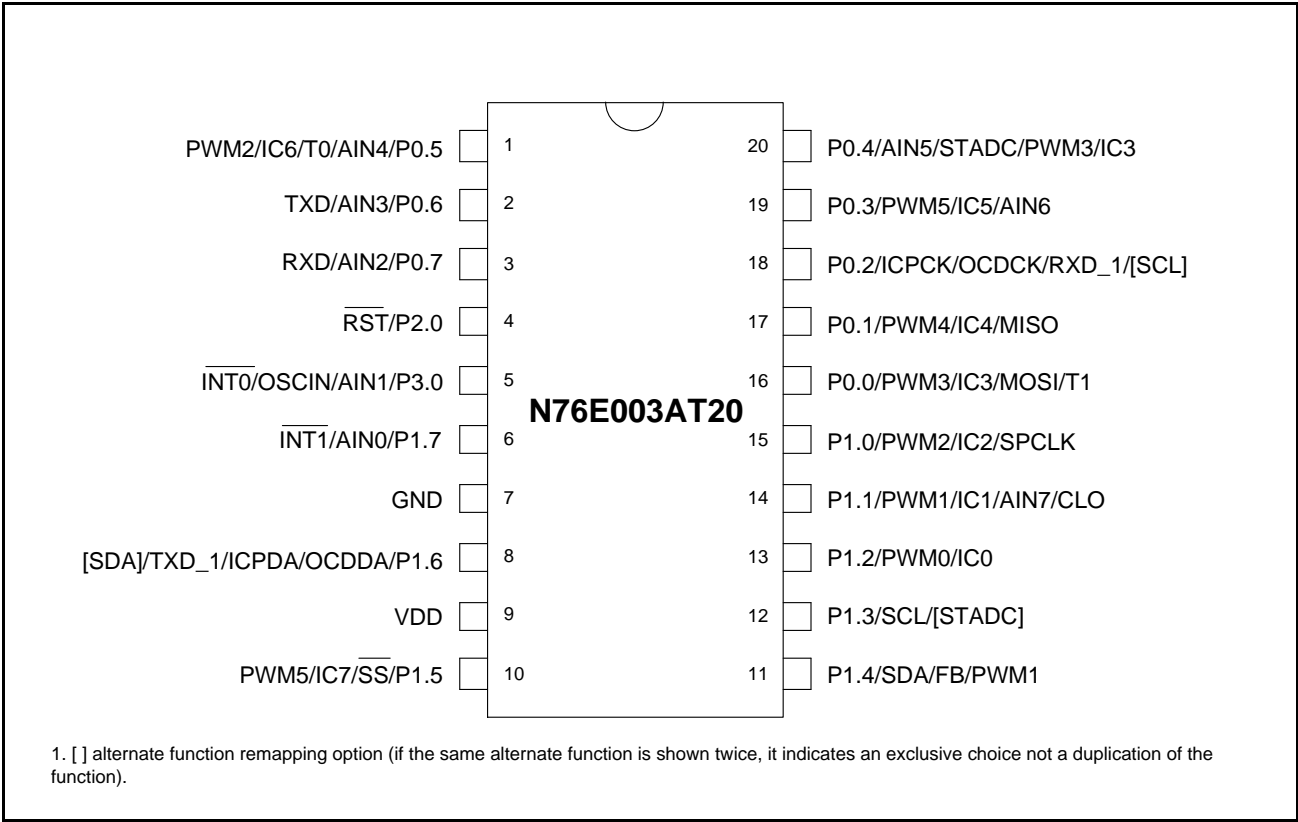 PWM2/IC6/T0/AIN4/P0.5 1 20 P0.4/AIN5/STADC/PWM3/IC3
TXD/AIN3/P0.6 2 19 P0.3/PWM5/IC5/AIN6
RXD/AIN2/P0.7 3 18 P0.2/ICPCK/OCDCK/RXD_1/[SCL]
RST/P2.0 4 17 P0.1/PWM4/IC4/MISO
INT0/OSCIN/AIN1/P3.0 5 16 P0.0/PWM3/IC3/MOSI/T1
N76E003AT20
INT1/AIN0/P1.7 6 15 P1.0/PWM2/IC2/SPCLK
GND 7 14 P1.1/PWM1/IC1/AIN7/CLO
[SDA]/TXD_1/ICPDA/OCDDA/P1.6 8 13 P1.2/PWM0/IC0
VDD 9 12 P1.3/SCL/[STADC]
PWM5/IC7/SS/P1.5 10 11 P1.4/SDA/FB/PWM1
1. [ ] alternate function remapping option (if the same alternate function is shown twice, it indicates an exclusive choice not a duplication of the
function).